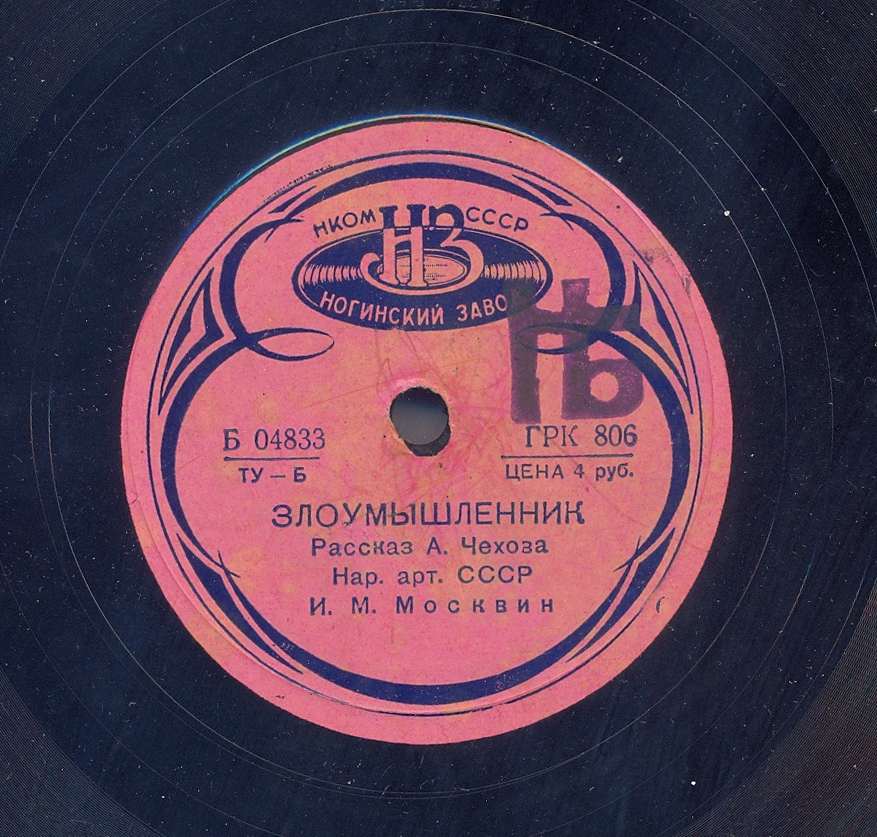 НКОМ НЗ СССР
НОГИНСКИЙ ЗАВО
Б 04833
ТУ — Б
ГРК 806
ЦЕНА 4 руб.
ЗЛОУМЫШЛЕННИК
Рассказ А. Чехова
Нар. арт. СССР
И. М. Москвин